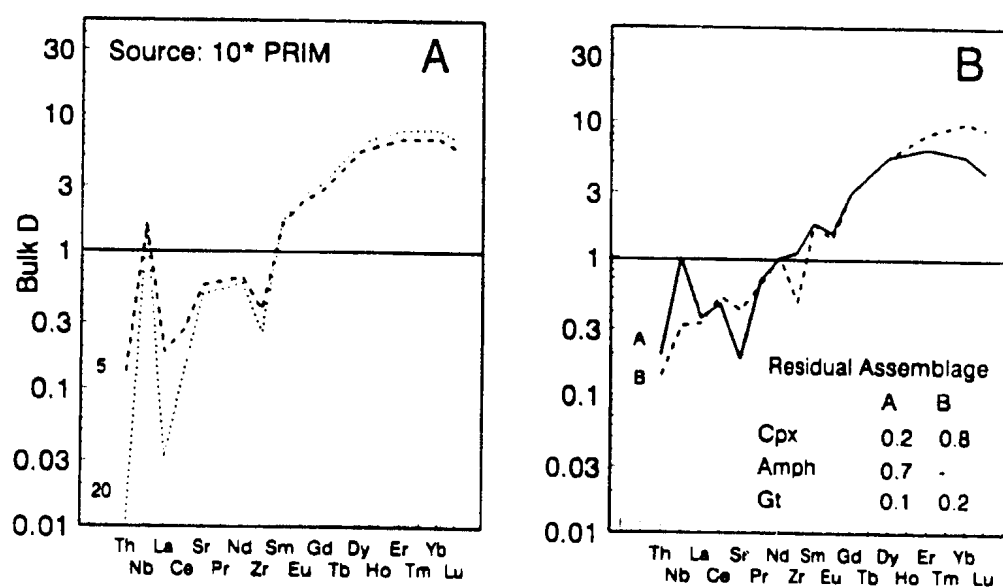 Source: 10* PRIM
A
30
10
3
1
0.3
0.1
0.03
0.01
Bulk D
5
20
Th La Sr Nd Sm Gd Dy Er Yb
Nb Ce Pr Zr Eu Tb Ho Tm Lu
B
30
10
3
1
0.3
0.1
0.03
0.01
A
B
Residual Assemblage
A B
Cpx 0.2 0.8
Amph 0.7 -
Gt 0.1 0.2
Th La Sr Nd Sm Gd Dy Er Yb
Nb Ce Pr Zr Eu Tb Ho Tm Lu